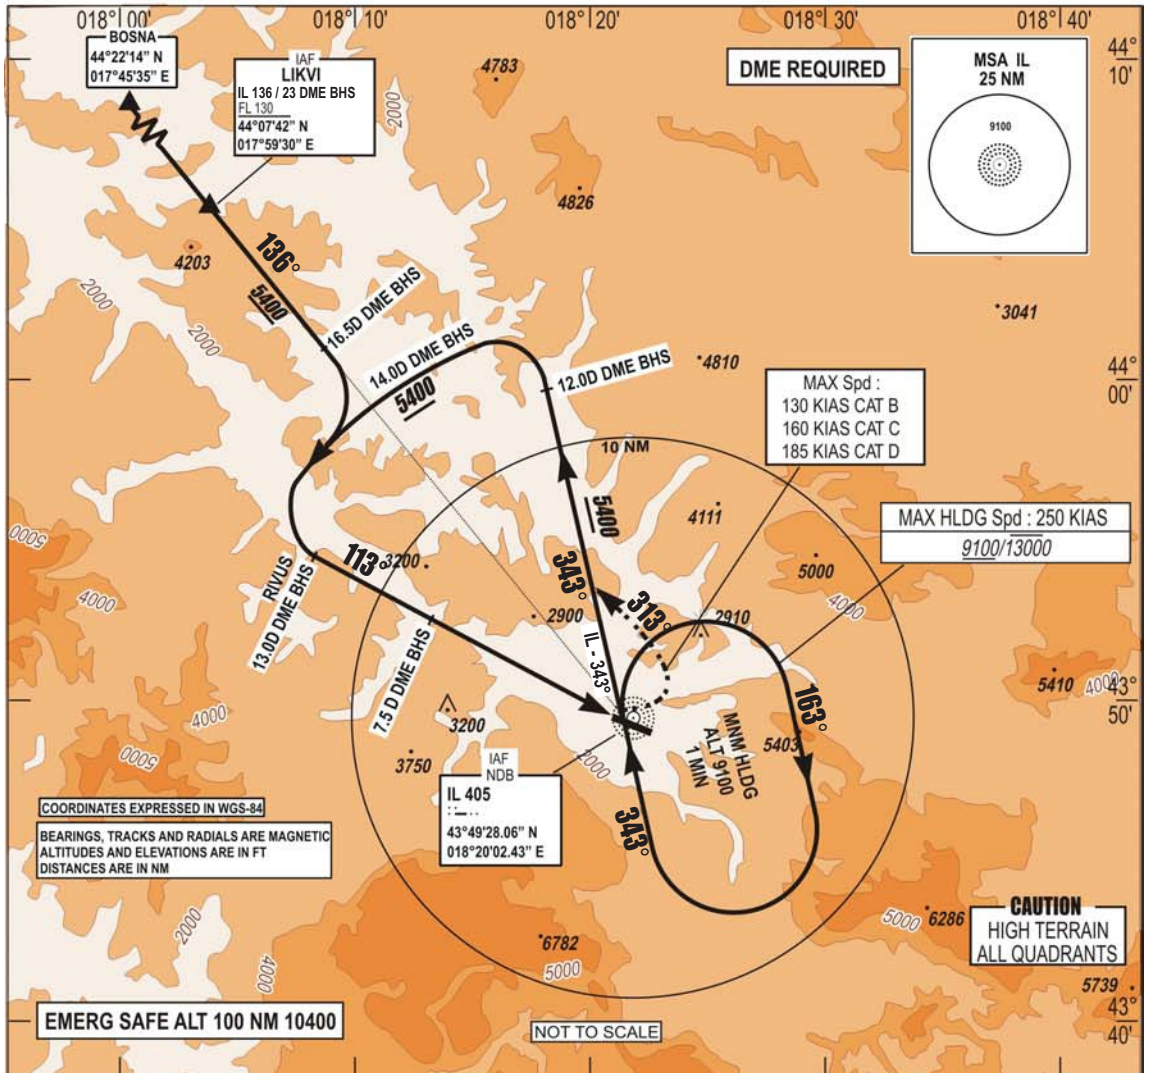 018° 00'
018° 10'
018° 20'
018° 30'
018° 40'
BOSNA
44°22'14" N
017°45'35" E
IAF
LIKVI
IL 136 / 23 DME BHS
FL 130
44°07'42" N
017°59'30" E
DME REQUIRED
MSA IL
25 NM
9100
44°
10'
2000
4783
4826
4203
136°
5400
16.5D DME BHS
2000
2000
14.0D DME BHS
5400
12.0D DME BHS
4810
3041
44°
00'
MAX Spd :
130 KIAS CAT B
160 KIAS CAT C
185 KIAS CAT D
10 NM
5400
4111
MAX HLDG Spd : 250 KIAS
9100/13000
5000
4000
113°
3200
343°
313°
2910
2900
5000
4000
RIVUS
13.0D DME BHS
7.5 D DME BHS
IL - 343°
5410
4000
43°
50'
4000
5000
3200
3750
2000
163°
5403
MNM HLDG
ALT 9100
1 MIN
343°
IAF
NDB
IL 405
43°49'28.06" N
018°20'02.43" E
COORDINATES EXPRESSED IN WGS-84
BEARINGS, TRACKS AND RADIALS ARE MAGNETIC
ALTITUDES AND ELEVATIONS ARE IN FT
DISTANCES ARE IN NM
2000
4000
6782
5000
5000
6286
CAUTION
HIGH TERRAIN
ALL QUADRANTS
5739
43°
40'
EMERG SAFE ALT 100 NM 10400
NOT TO SCALE